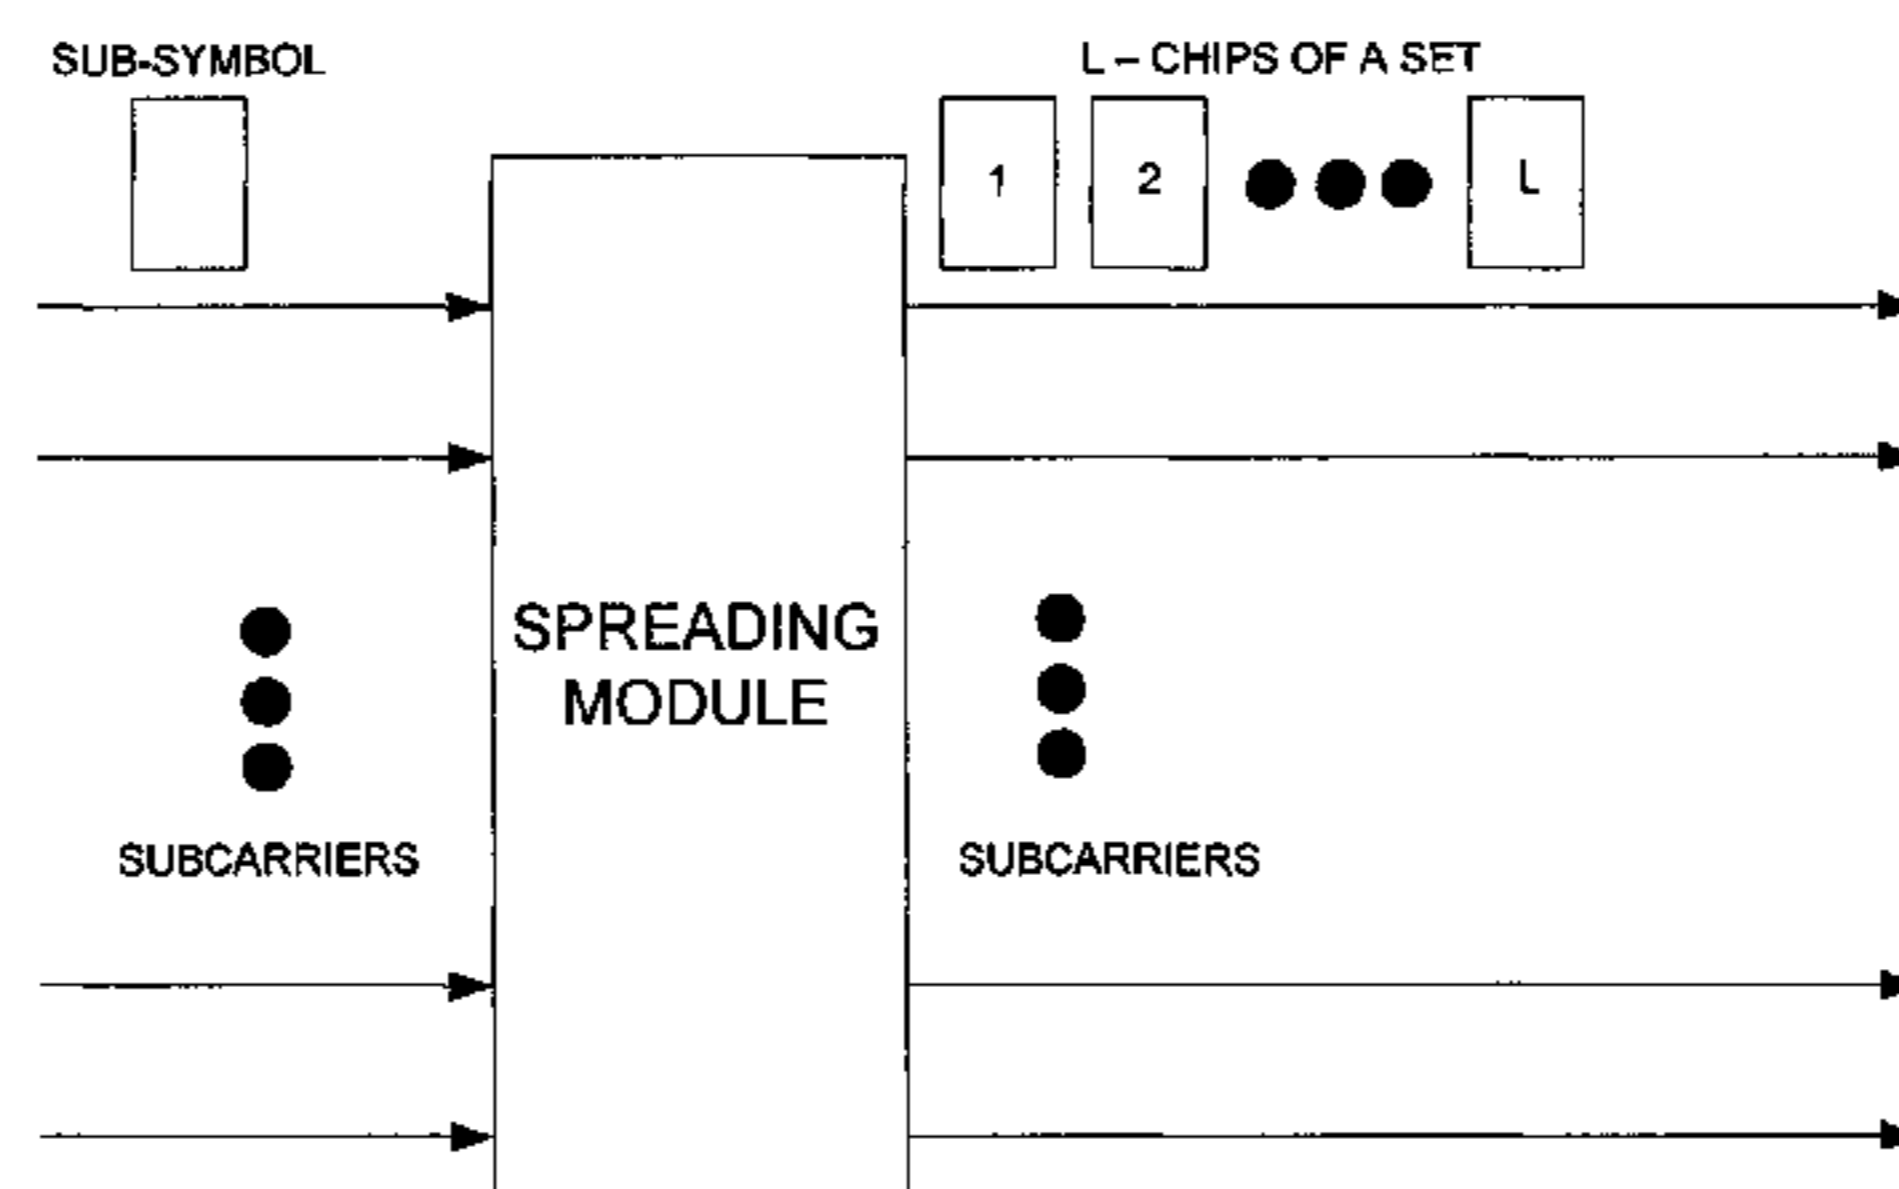 SUB-SYMBOL
L – CHIPS OF A SET
1 2 L
SPREADING
MODULE
SUBCARRIERS
SUBCARRIERS